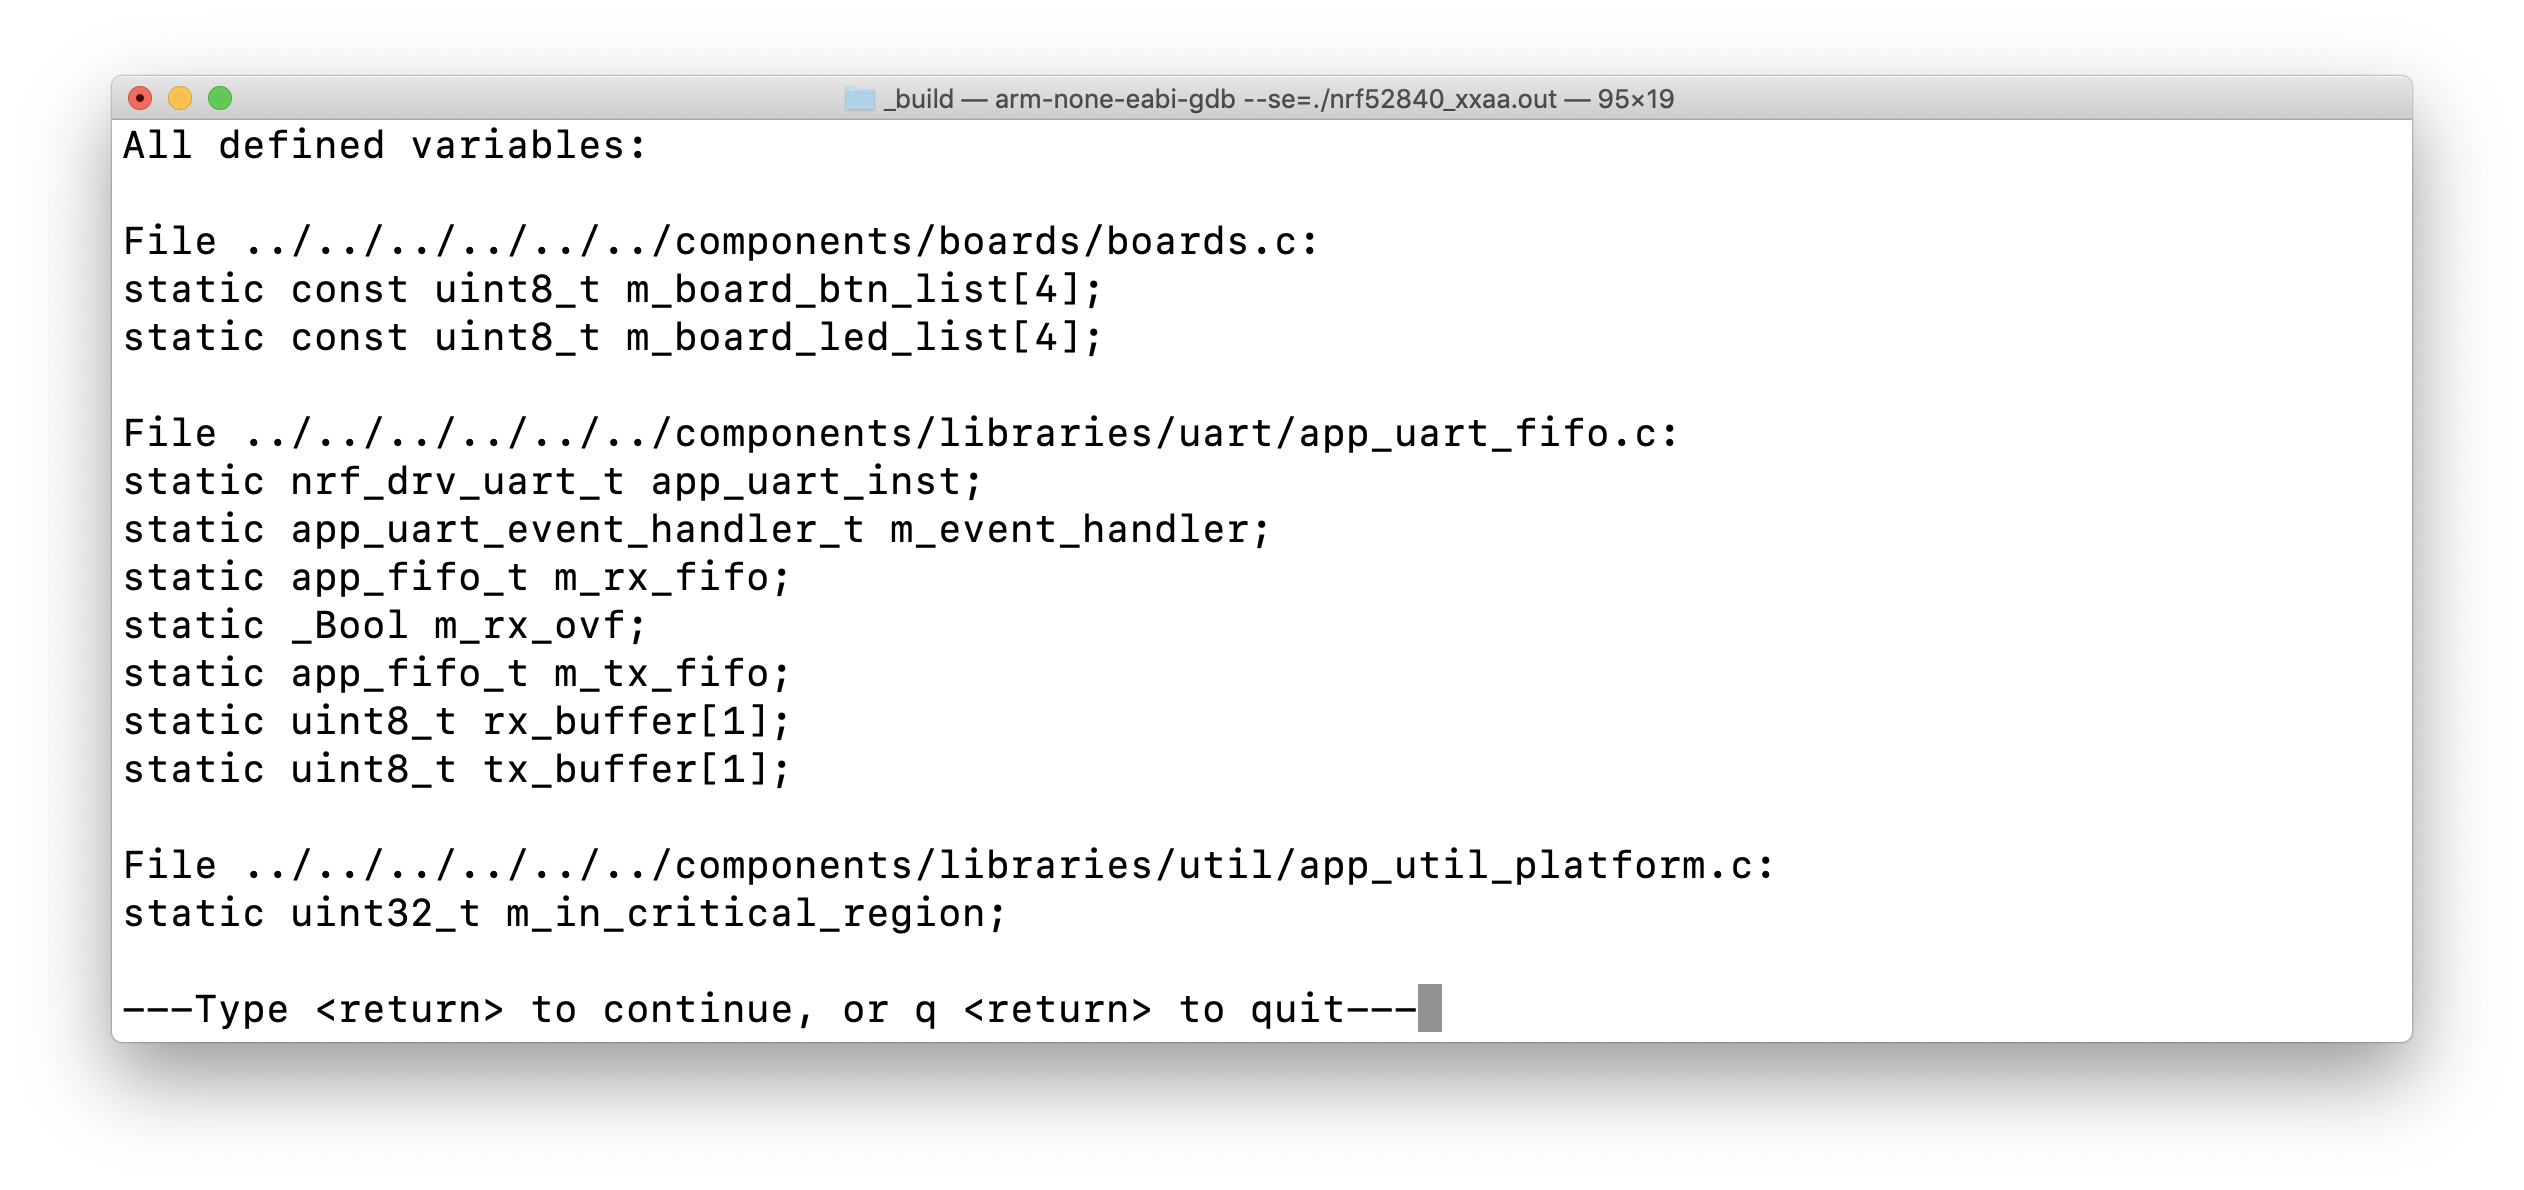 _build — arm-none-eabi-gdb --se=./nrf52840_xxaa.out — 95×19
All defined variables:
File ../../../../../../components/boards/boards.c:
static const uint8_t m_board_btn_list[4];
static const uint8_t m_board_led_list[4];
File ../../../../../../components/libraries/uart/app_uart_fifo.c:
static nrf_drv_uart_t app_uart_inst;
static app_uart_event_handler_t m_event_handler;
static app_fifo_t m_rx_fifo;
static _Bool m_rx_ovf;
static app_fifo_t m_tx_fifo;
static uint8_t rx_buffer[1];
static uint8_t tx_buffer[1];
File ../../../../../../components/libraries/util/app_util_platform.c:
static uint32_t m_in_critical_region;
---Type <return> to continue, or q <return> to quit---